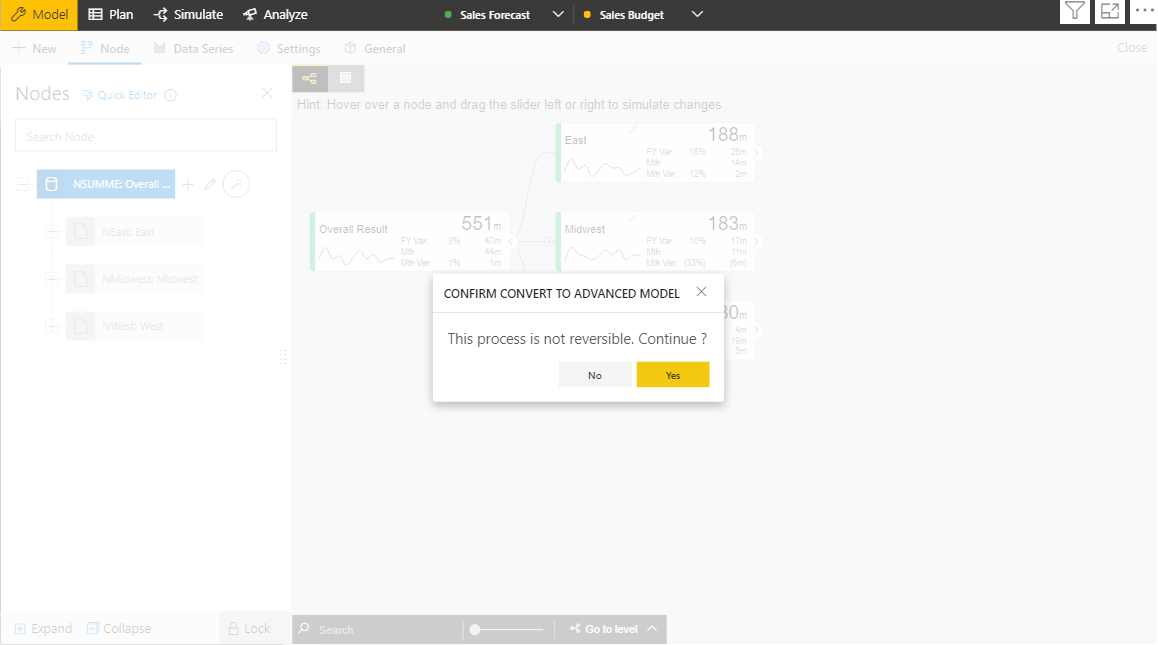 Model Plan Simulate Analyze Sales Forecast Sales Budget
New Node Data Series Settings General Close
Nodes Quick Editor
Search Node
NSUMME: Overall ...
NEast: East
NMidwest: Midwest
NWest: West
Hint: Hover over a node and drag the slider left or right to simulate changes
East 188m
FY Var: 16% 26m
Mth 14m
Mth Var: 12% 2m
Overall Result 551m
FY Var: 9% 47m
Mth 44m
Mth Var: 1% 1m
Midwest 183m
FY Var: 10% 17m
Mth 11m
Mth Var: (33%) (5m)
4m
19m
5m
CONFIRM CONVERT TO ADVANCED MODEL
This process is not reversible. Continue ?
No Yes
Expand Collapse Lock
Search Go to level